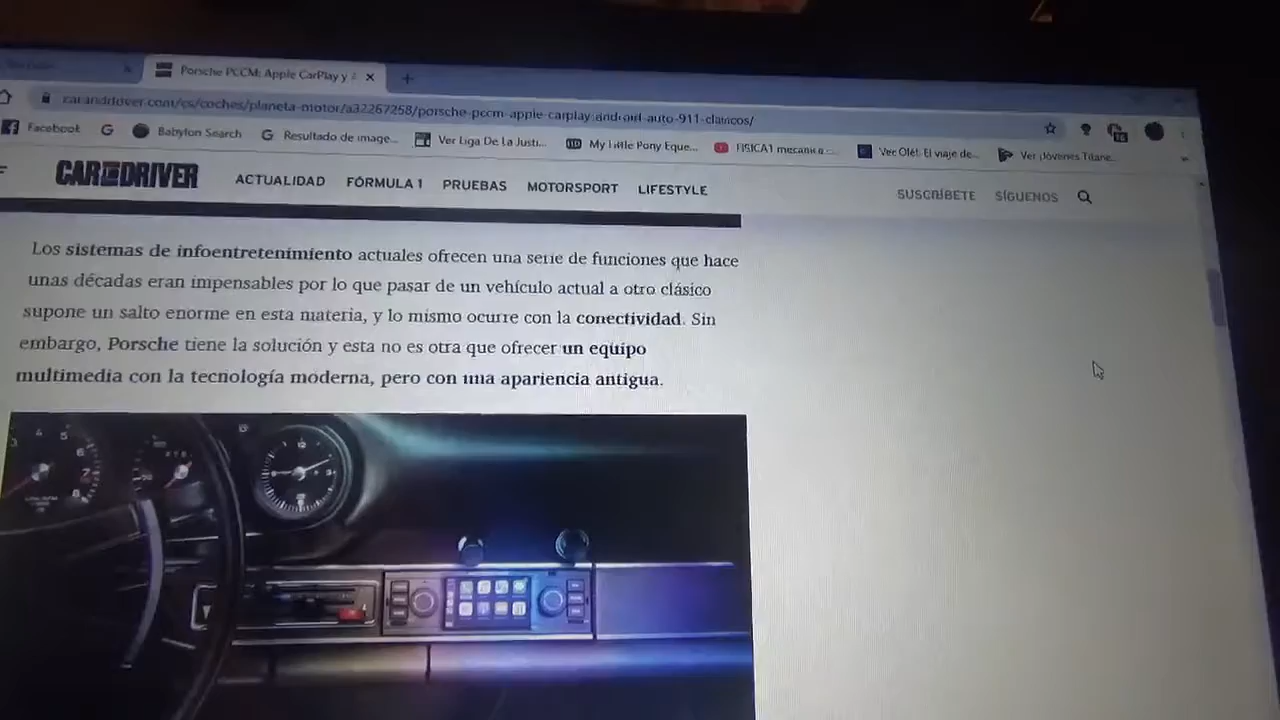 Porsche PCCM: Apple CarPlay y
caranddriver.com/es/coches/planeta-motor/a32267258/porsche-pccm-apple-carplay-android-auto-911-clasicos/
Facebook
Babylon Search
Resultado de image...
Ver Liga De La Justi...
My Little Pony Eque...
FISICA1 mecanica
Ver Olé!: El viaje de...
Ver ¡Jóvenes Titane...
CAR AND DRIVER
ACTUALIDAD FÓRMULA 1 PRUEBAS MOTORSPORT LIFESTYLE
SUSCRÍBETE SÍGUENOS
Los sistemas de infoentretenimiento actuales ofrecen una serie de funciones que hace
unas décadas eran impensables por lo que pasar de un vehículo actual a otro clásico
supone un salto enorme en esta materia, y lo mismo ocurre con la conectividad. Sin
embargo, Porsche tiene la solución y esta no es otra que ofrecer un equipo
multimedia con la tecnología moderna, pero con una apariencia antigua.
4 5 6 7 8